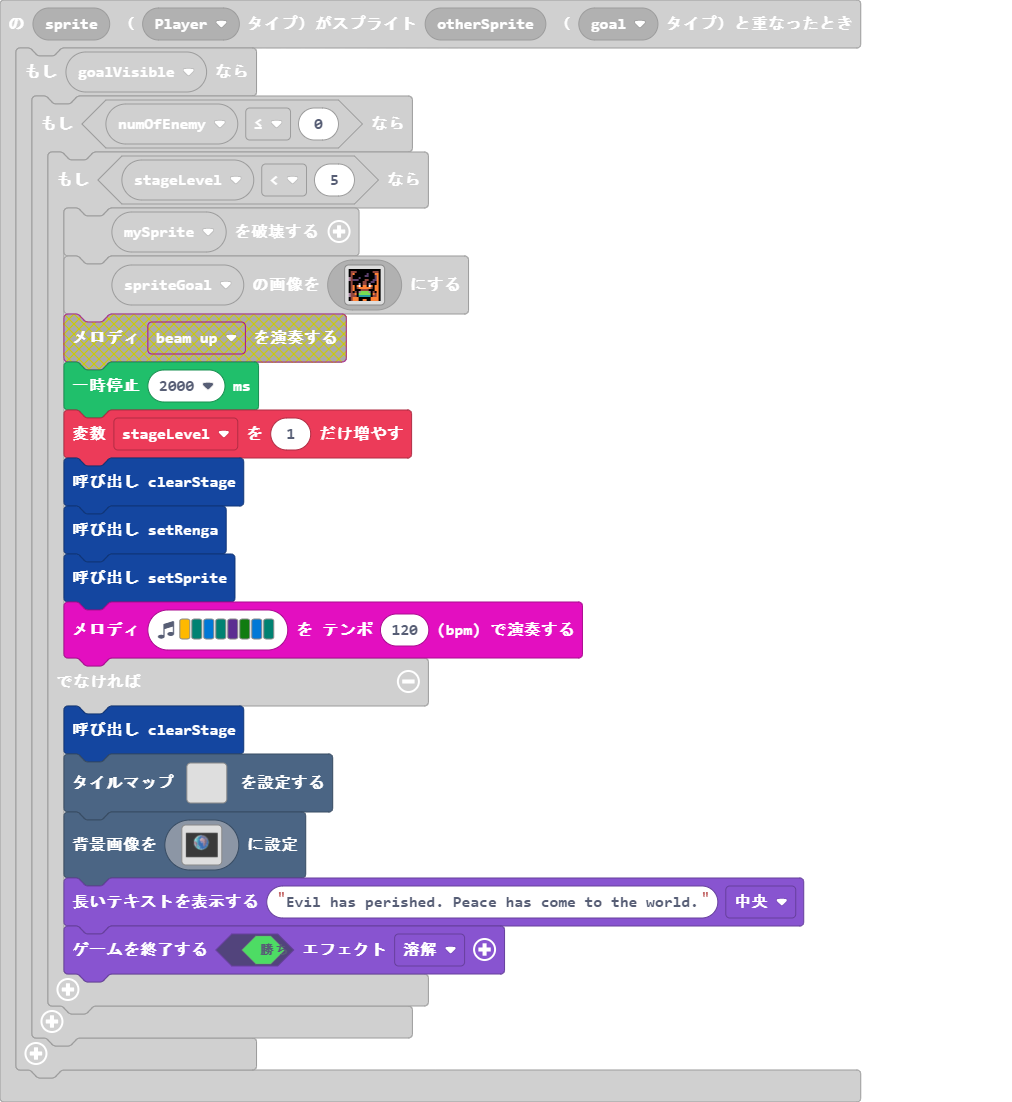 の sprite ( Player タイプ) がスプライト otherSprite ( goal タイプ) と重なったとき
もし goalVisible なら
もし numOfEnemy ≤ 0 なら
もし stageLevel < 5 なら
mySprite を破壊する
spriteGoal の画像を にする
メロディ beam up を演奏する
一時停止 2000 ms
変数 stageLevel を 1 だけ増やす
呼び出し clearStage
呼び出し setRenga
呼び出し setSprite
メロディ を テンポ 120 (bpm) で演奏する
でなければ
呼び出し clearStage
タイルマップ を設定する
背景画像を に設定
長いテキストを表示する "Evil has perished. Peace has come to the world." 中央
ゲームを終了する 勝ち エフェクト 溶解